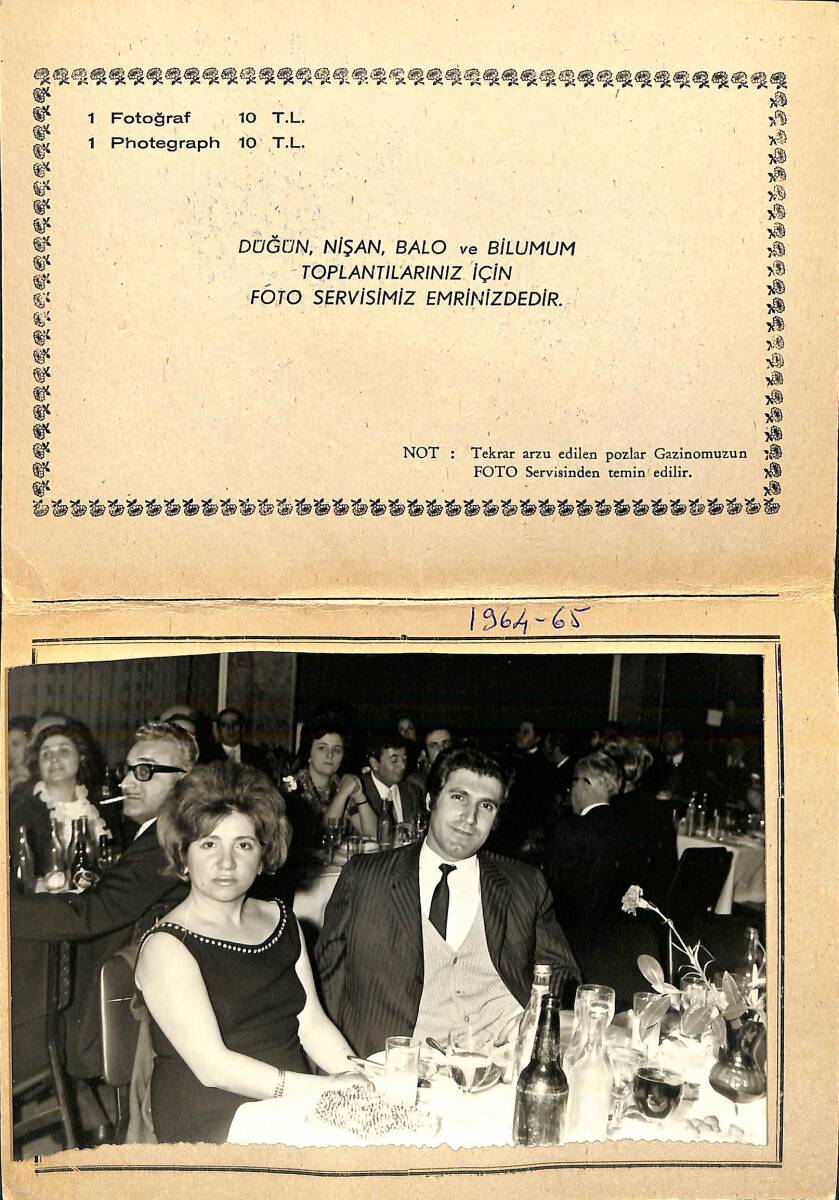 1 Fotoğraf 10 T.L.
1 Photegraph 10 T.L.
DÜĞÜN, NİŞAN, BALO ve BİLUMUM
TOPLANTILARINIZ İÇİN
FOTO SERVİSİMİZ EMRİNİZDEDİR.
NOT : Tekrar arzu edilen pozlar Gazinomuzun
FOTO Servisinden temin edilir.
1964-65